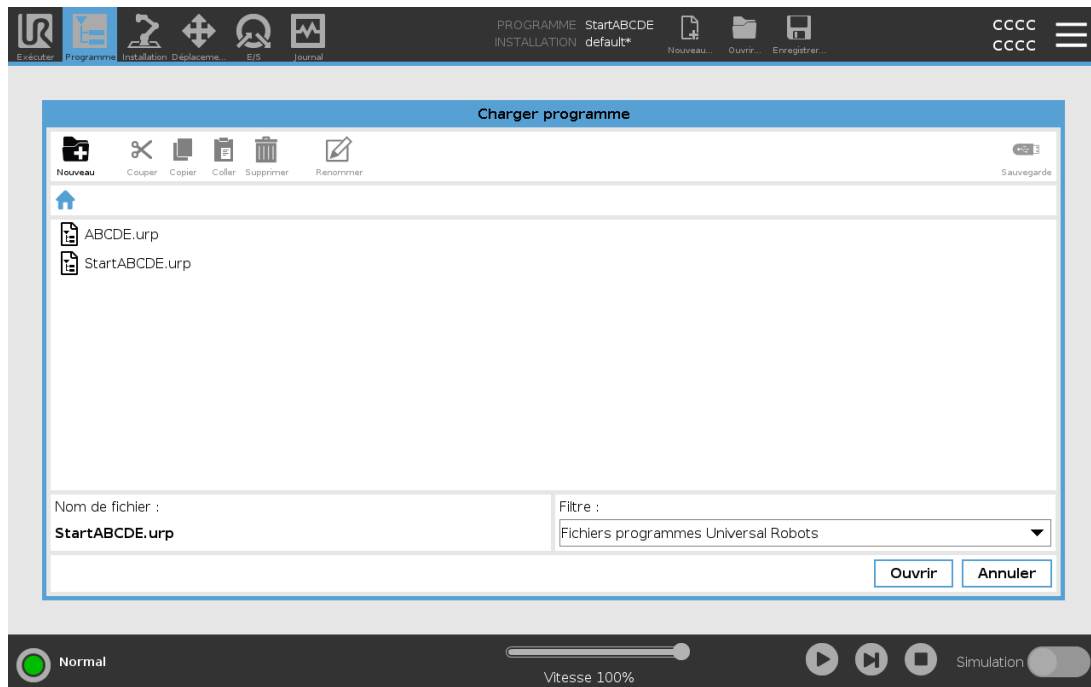 PROGRAMME StartABCDE
INSTALLATION default*
CCCC
CCCC
Exécuter Programme Installation Déplaceme... E/S Journal Nouveau... Ouvrir... Enregistrer...
Charger programme
Nouveau Couper Copier Coller Supprimer Renommer Sauvegarde
ABCDE.urp
StartABCDE.urp
Nom de fichier : Filtre :
StartABCDE.urp Fichiers programmes Universal Robots
Ouvrir Annuler
Normal Vitesse 100% Simulation